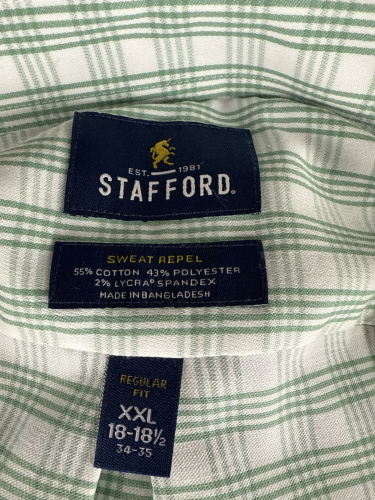 EST. 1981
STAFFORD®
SWEAT REPEL
55% COTTON 43% POLYESTER
2% LYCRA® SPANDEX
MADE IN BANGLADESH
REGULAR
FIT
XXL
18-18½
34-35